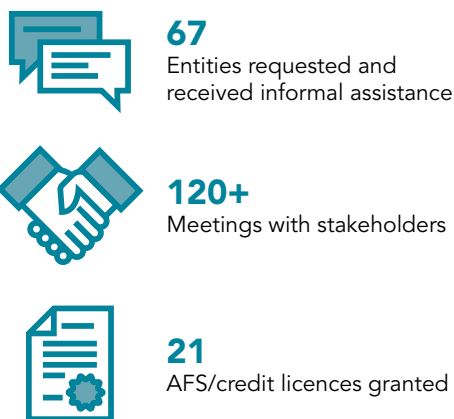 67
Entities requested and
received informal assistance
120+
Meetings with stakeholders
21
AFS/credit licences granted